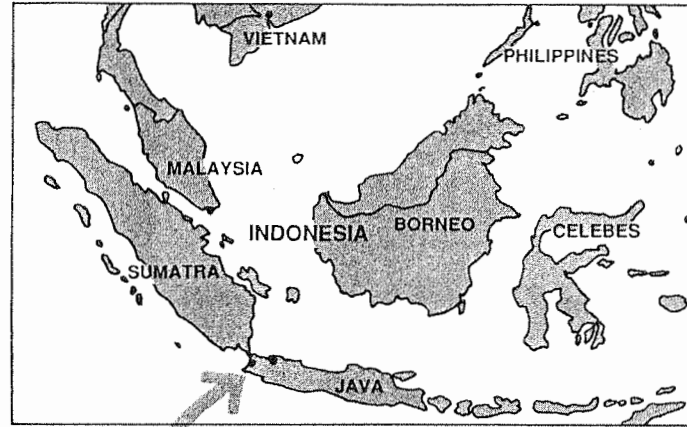 VIETNAM
PHILIPPINES
MALAYSIA
INDONESIA
BORNEO
CELEBES
SUMATRA
JAVA